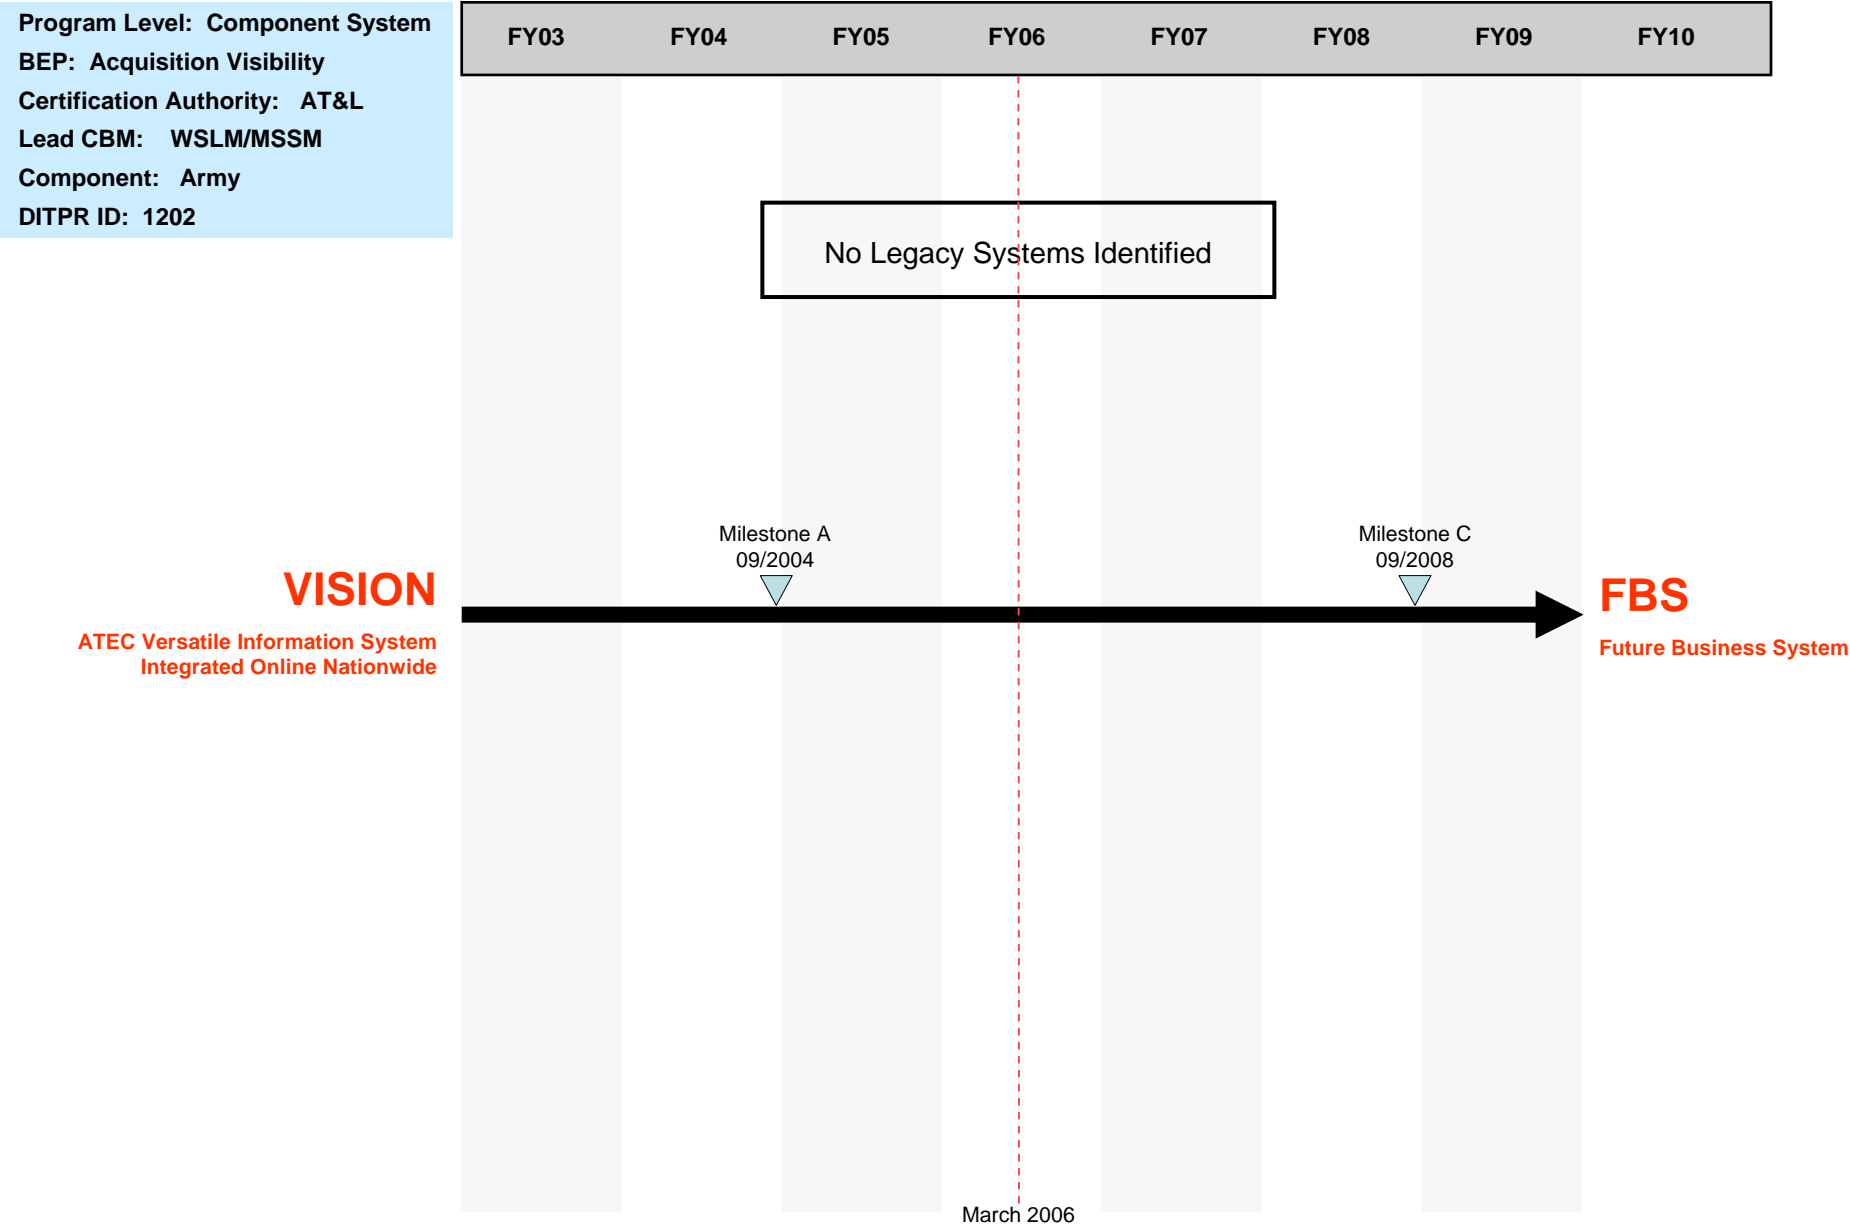 Program Level: Component System
BEP: Acquisition Visibility
Certification Authority: AT&L
Lead CBM: WSLM/MSSM
Component: Army
DITPR ID: 1202
FY03 FY04 FY05 FY06 FY07 FY08 FY09 FY10
No Legacy Systems Identified
Milestone A
09/2004
Milestone C
09/2008
VISION
ATEC Versatile Information System
Integrated Online Nationwide
FBS
Future Business System
March 2006